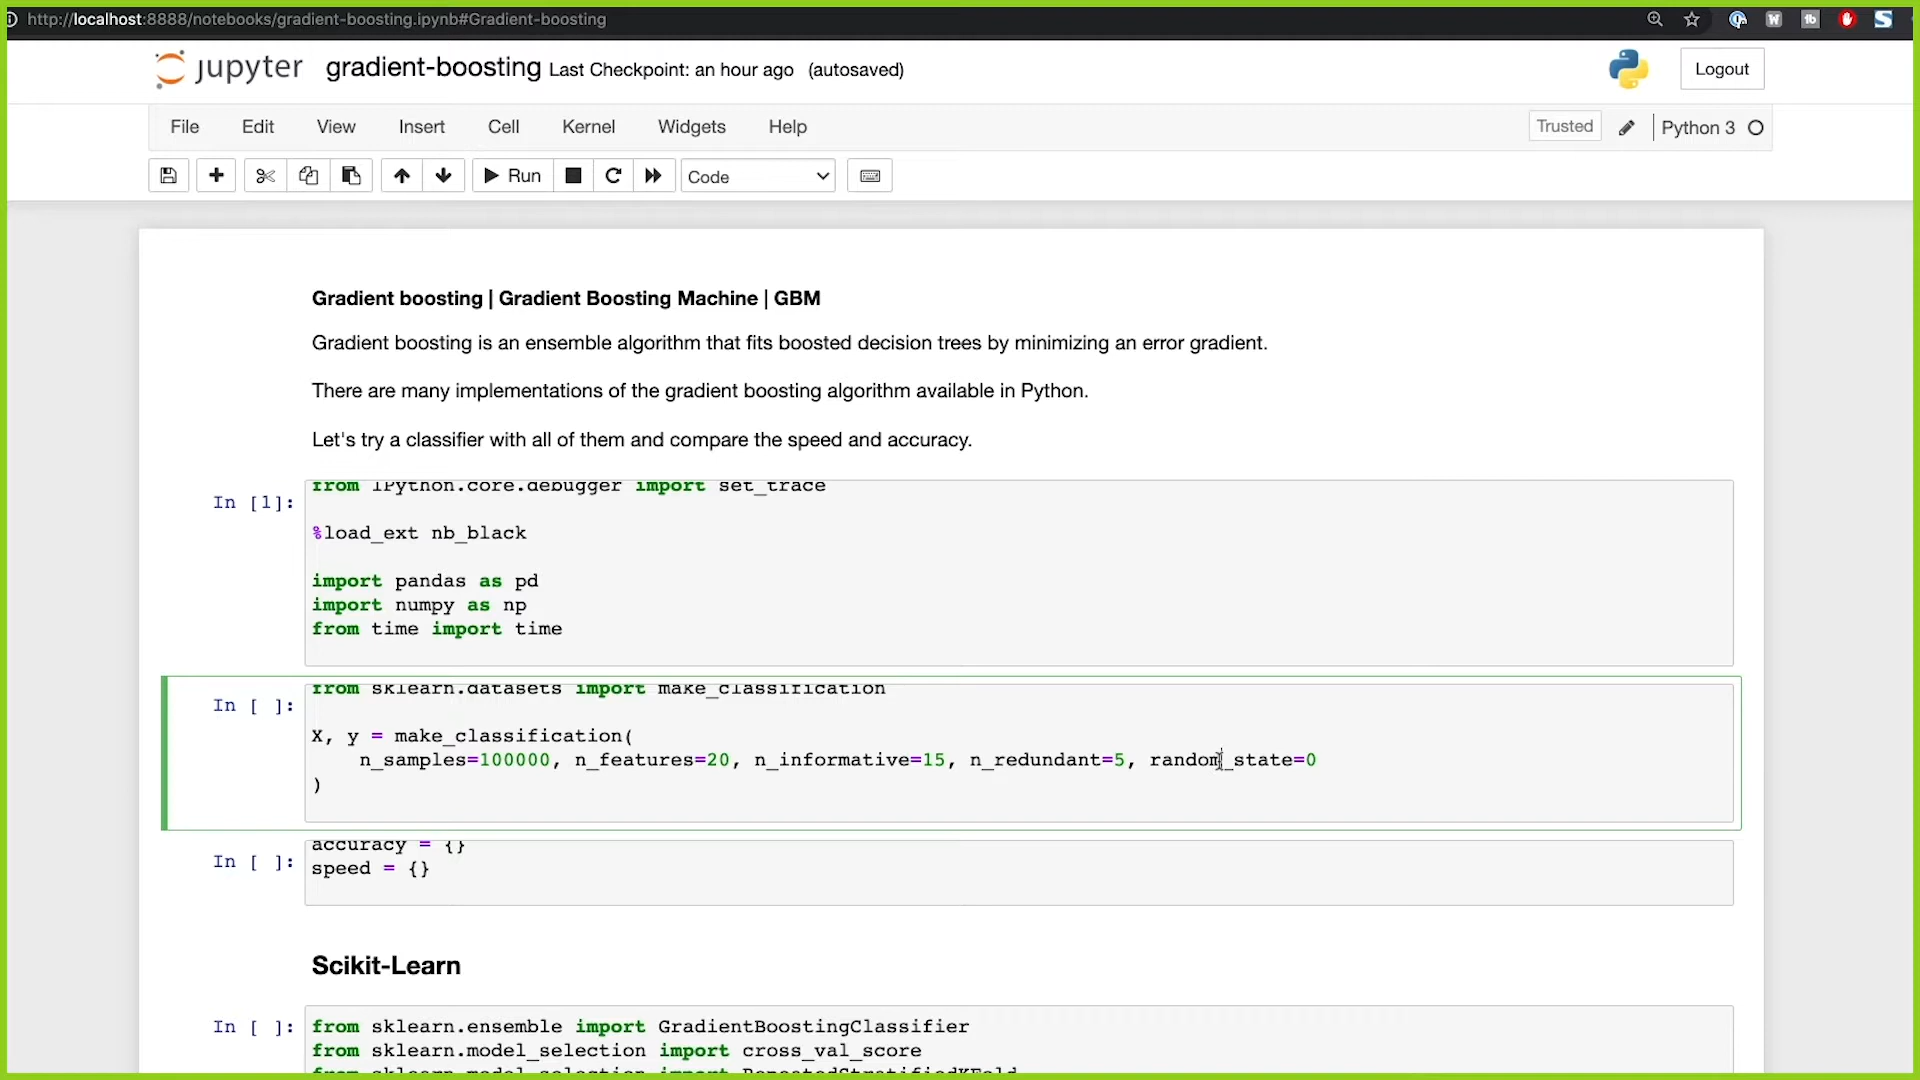 http://localhost:8888/notebooks/gradient-boosting.ipynb#Gradient-boosting
jupyter gradient-boosting Last Checkpoint: an hour ago (autosaved)
Logout
File Edit View Insert Cell Kernel Widgets Help
Trusted
Python 3
Run
Code
Gradient boosting | Gradient Boosting Machine | GBM
Gradient boosting is an ensemble algorithm that fits boosted decision trees by minimizing an error gradient.
There are many implementations of the gradient boosting algorithm available in Python.
Let's try a classifier with all of them and compare the speed and accuracy.
In [1]:
from IPython.core.debugger import set_trace
%load_ext nb_black
import pandas as pd
import numpy as np
from time import time
In [ ]:
from sklearn.datasets import make_classification
X, y = make_classification(
n_samples=100000, n_features=20, n_informative=15, n_redundant=5, random_state=0
)
In [ ]:
accuracy = {}
speed = {}
Scikit-Learn
In [ ]:
from sklearn.ensemble import GradientBoostingClassifier
from sklearn.model_selection import cross_val_score
from sklearn.model_selection import RepeatedStratifiedKFold